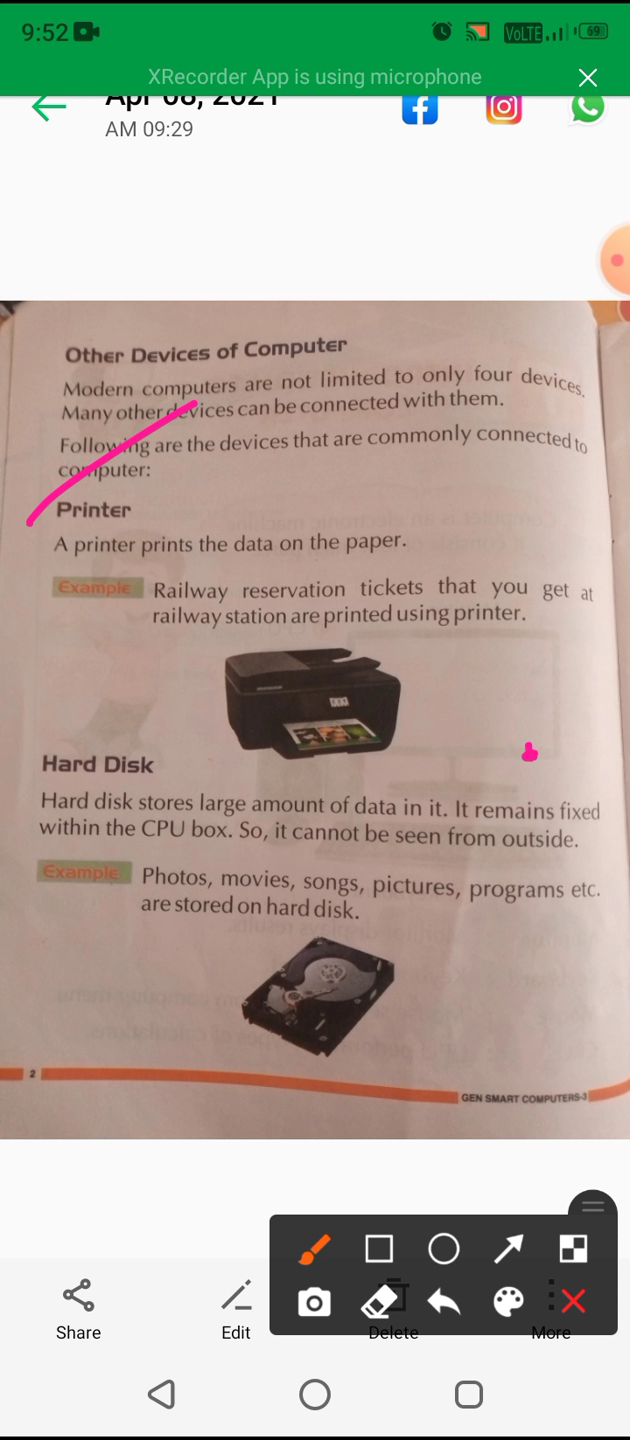 9:52
VoLTE
69
XRecorder App is using microphone
Apr 08, 2021
AM 09:29
Other Devices of Computer
Modern computers are not limited to only four devices.
Many other devices can be connected with them.
Following are the devices that are commonly connected to
computer:
Printer
A printer prints the data on the paper.
Example Railway reservation tickets that you get at
railway station are printed using printer.
Hard Disk
Hard disk stores large amount of data in it. It remains fixed
within the CPU box. So, it cannot be seen from outside.
Example Photos, movies, songs, pictures, programs etc.
are stored on hard disk.
2
GEN SMART COMPUTERS-3
Share
Edit
Delete
More